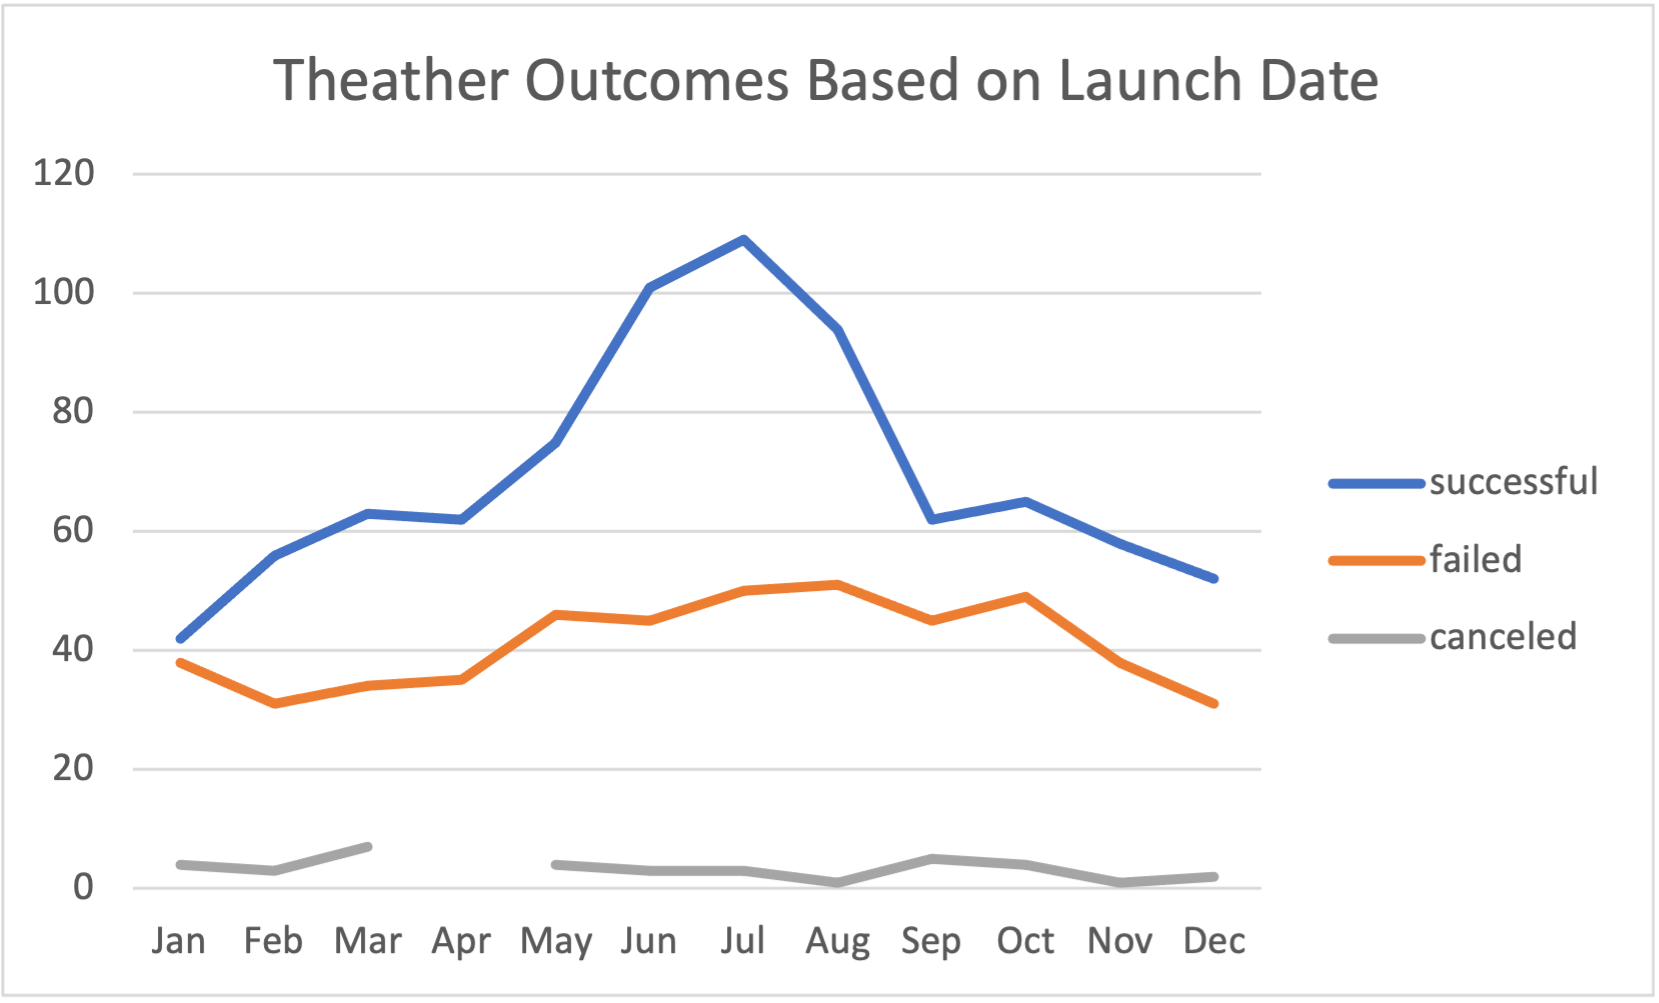 Theather Outcomes Based on Launch Date
120
100
80
60
40
20
0
Jan Feb Mar Apr May Jun Jul Aug Sep Oct Nov Dec
successful
failed
canceled